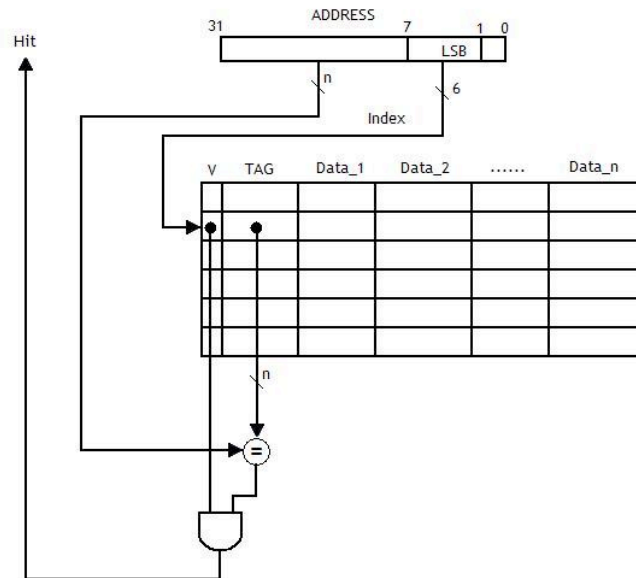 ADDRESS
31 7 1 0
Hit
LSB
n 6
Index
V TAG Data_1 Data_2 ...... Data_n
n
=